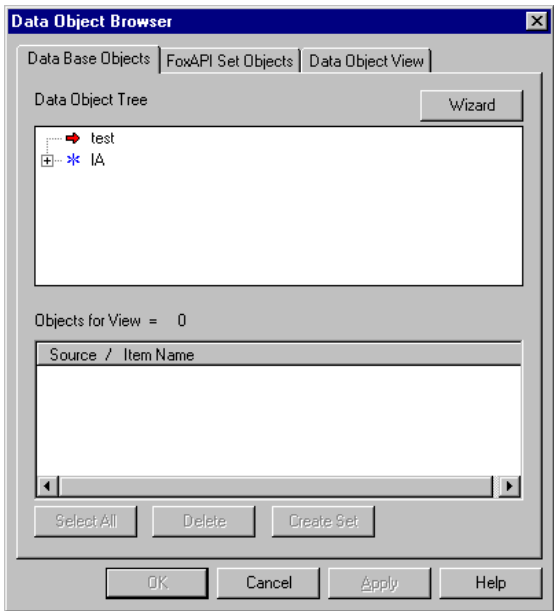 Data Object Browser
Data Base Objects FoxAPI Set Objects Data Object View
Data Object Tree
Wizard
test
IA
Objects for View = 0
Source / Item Name
Select All Delete Create Set
OK Cancel Apply Help